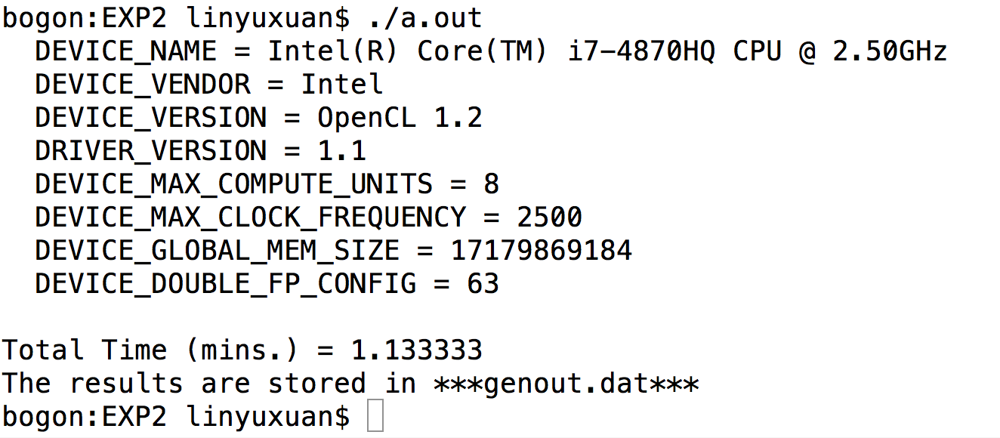 bogon:EXP2 linyuxuan$ ./a.out
DEVICE_NAME = Intel(R) Core(TM) i7-4870HQ CPU @ 2.50GHz
DEVICE_VENDOR = Intel
DEVICE_VERSION = OpenCL 1.2
DRIVER_VERSION = 1.1
DEVICE_MAX_COMPUTE_UNITS = 8
DEVICE_MAX_CLOCK_FREQUENCY = 2500
DEVICE_GLOBAL_MEM_SIZE = 17179869184
DEVICE_DOUBLE_FP_CONFIG = 63
Total Time (mins.) = 1.133333
The results are stored in ***genout.dat***
bogon:EXP2 linyuxuan$